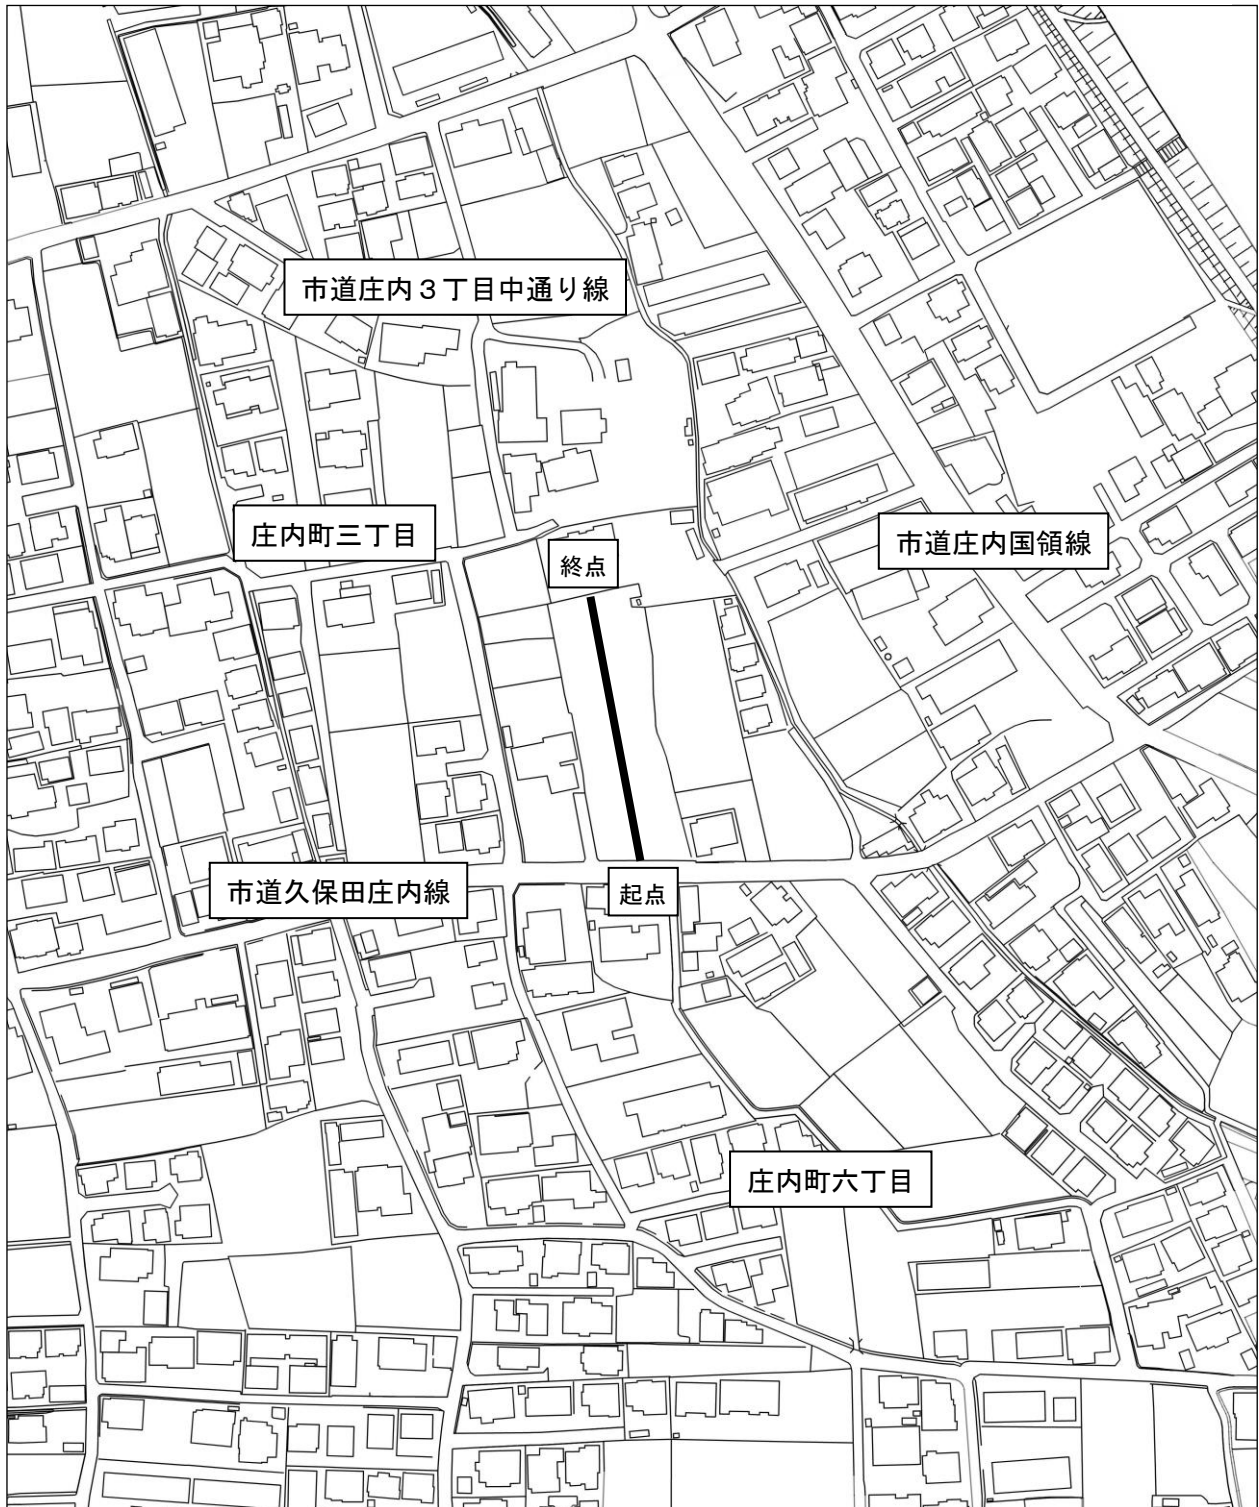 市道庄内３丁目中通り線
庄内町三丁目
市道庄内国領線
終点
市道久保田庄内線
起点
庄内町六丁目